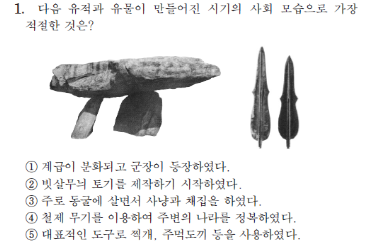 1. 다음 유적과 유물이 만들어진 시기의 사회 모습으로 가장
적절한 것은?
① 계급이 분화되고 군장이 등장하였다.
② 빗살무늬 토기를 제작하기 시작하였다.
③ 주로 동굴에 살면서 사냥과 채집을 하였다.
④ 철제 무기를 이용하여 주변의 나라를 정복하였다.
⑤ 대표적인 도구로 찍개, 주먹도끼 등을 사용하였다.